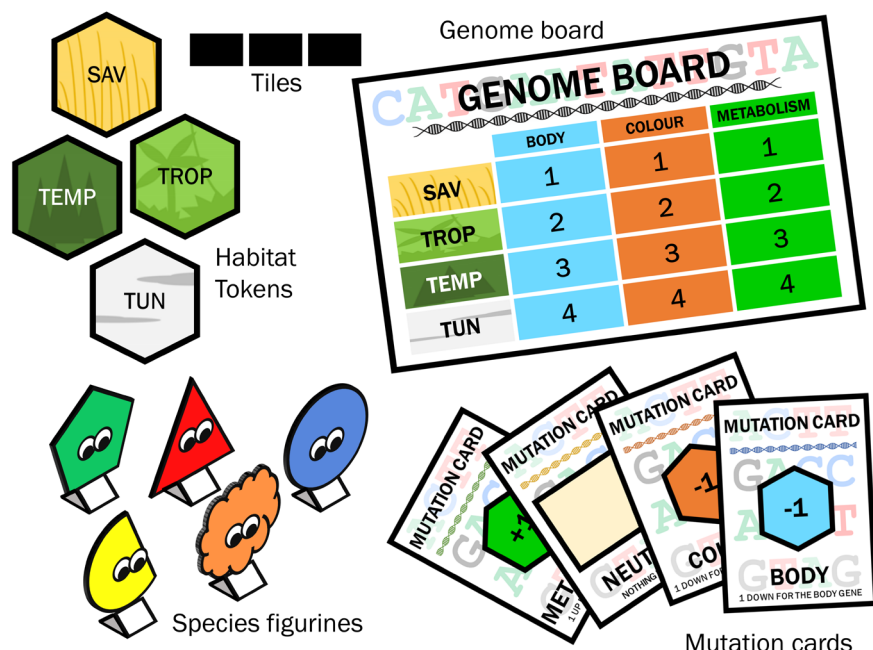 SAV
Tiles
TEMP
TROP
Habitat
Tokens
TUN
Genome board
CATGAATATTGTA
GENOME BOARD
BODY COLOUR METABOLISM
SAV 1 1 1
TROP 2 2 2
TEMP 3 3 3
TUN 4 4 4
Species figurines
MUTATION CARD
+1
MET
1 UP
MUTATION CARD
NEUT
NOTHING
MUTATION CARD
-1
COL
1 DOWN FOR
MUTATION CARD
GACC
-1
BODY
GTAG
1 DOWN FOR THE BODY GENE
Mutation cards